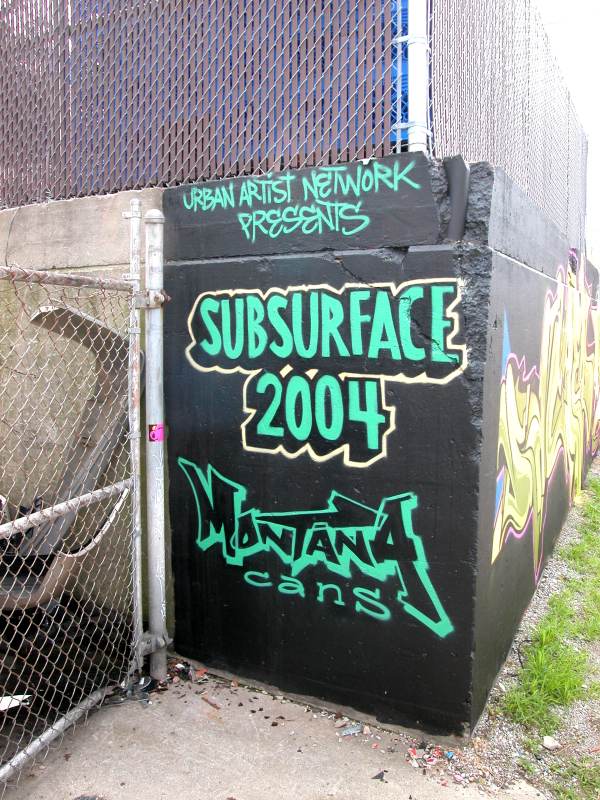 URBAN ARTIST NETWORK
PRESENTS
SUBSURFACE
2004
MONTANA
cans